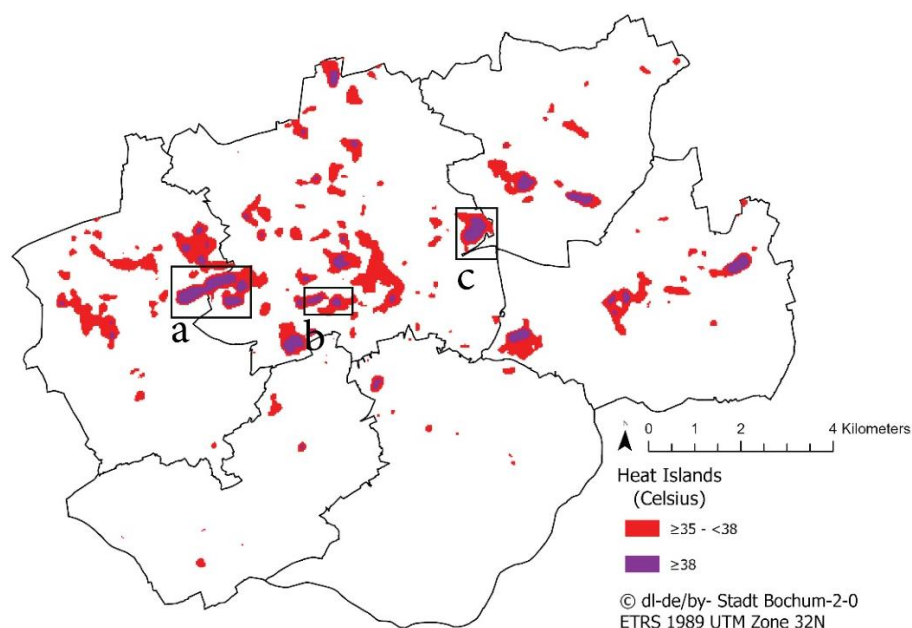 c
a
b
N
0 1 2 4 Kilometers
Heat Islands
(Celsius)
≥35 - <38
≥38
© dl-de/by- Stadt Bochum-2-0
ETRS 1989 UTM Zone 32N